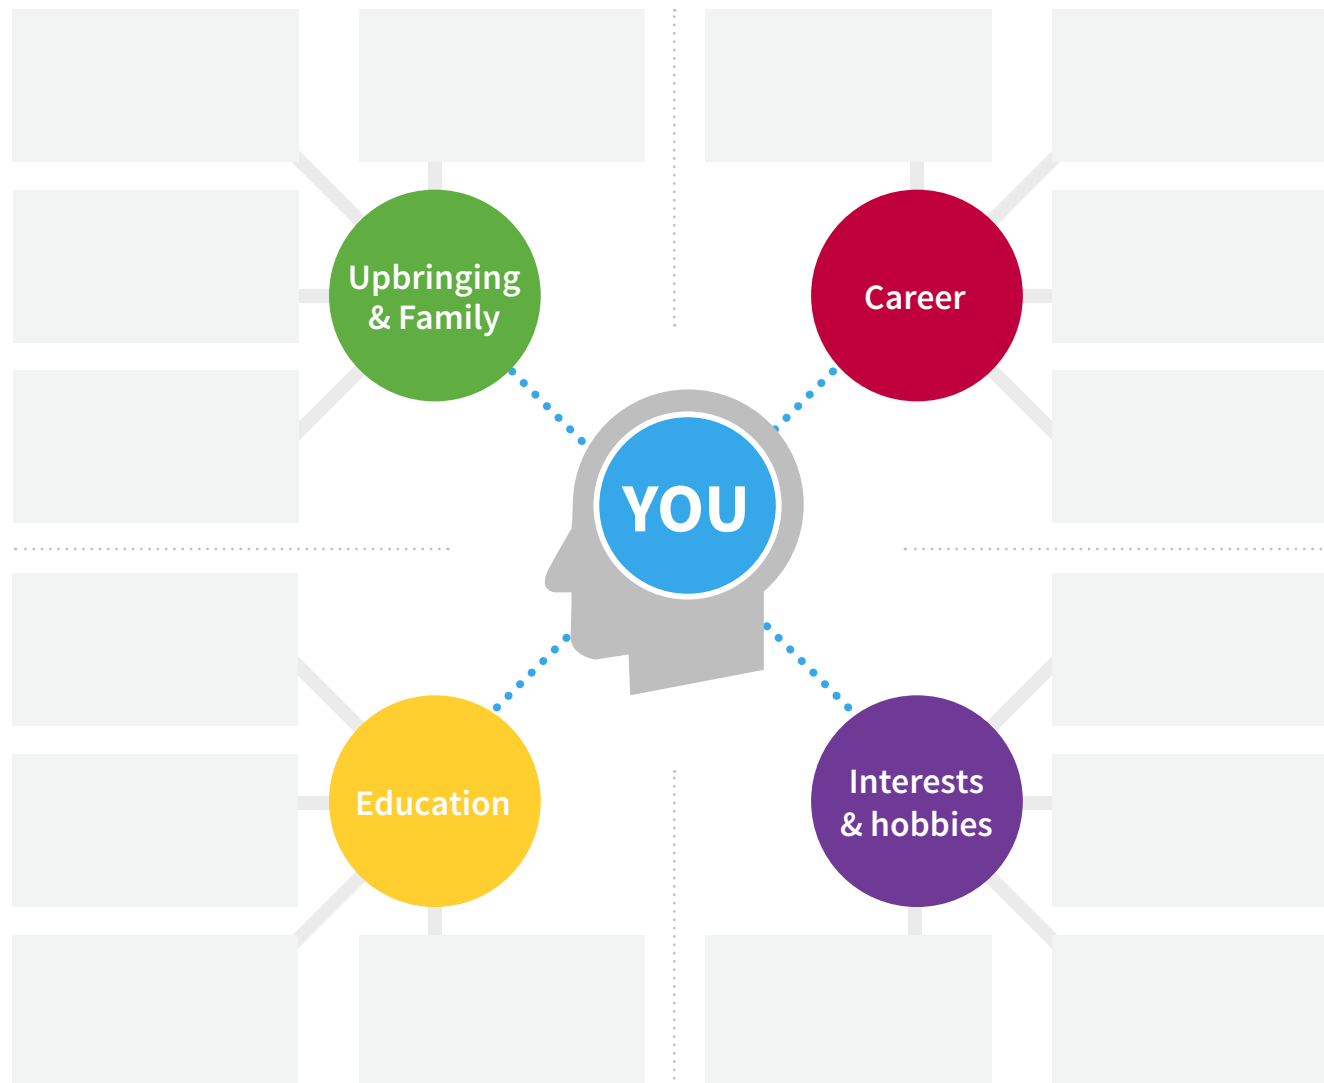 Upbringing
& Family
Career
YOU
Education
Interests
& hobbies